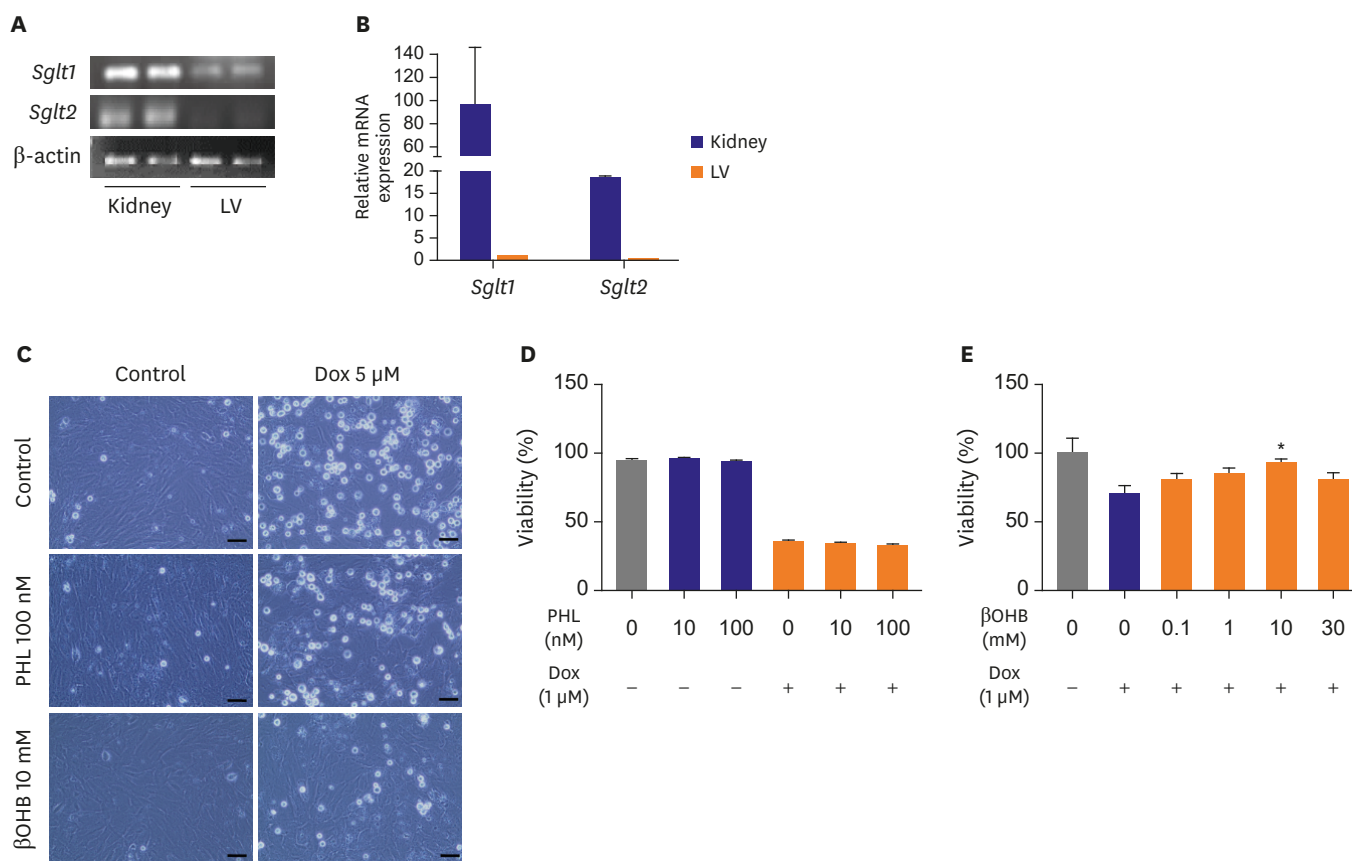 A
Sglt1
Sglt2
β-actin
Kidney
LV
B
Relative mRNA
expression
140
120
100
80
60
20
15
10
5
0
Sglt1
Sglt2
Kidney
LV
C
Control
Dox 5 μM
Control
PHL 100 nM
βOHB 10 mM
D
Viability (%)
150
100
50
0
PHL
(nM)
0 10 100 0 10 100
Dox
(1 μM)
− − − + + +
E
Viability (%)
150
100
50
0
*
βOHB
(mM)
0 0 0.1 1 10 30
Dox
(1 μM)
− + + + + +